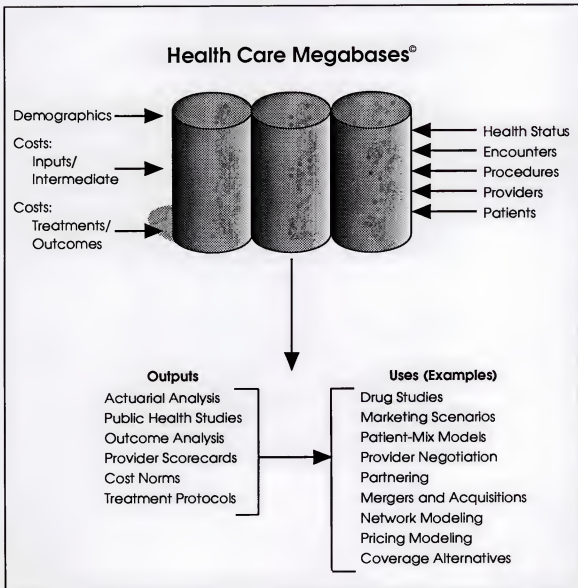 Health Care Megabases©
Demographics
Costs:
Inputs/
Intermediate
Costs:
Treatments/
Outcomes
Health Status
Encounters
Procedures
Providers
Patients
Outputs
Actuarial Analysis
Public Health Studies
Outcome Analysis
Provider Scorecards
Cost Norms
Treatment Protocols
Uses (Examples)
Drug Studies
Marketing Scenarios
Patient-Mix Models
Provider Negotiation
Partnering
Mergers and Acquisitions
Network Modeling
Pricing Modeling
Coverage Alternatives